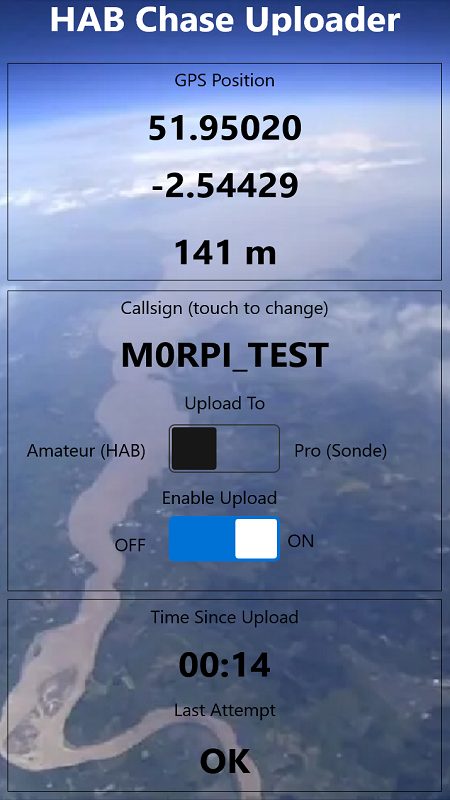 HAB Chase Uploader
GPS Position
51.95020
-2.54429
141 m
Callsign (touch to change)
M0RPI_TEST
Upload To
Amateur (HAB) Pro (Sonde)
Enable Upload
OFF ON
Time Since Upload
00:14
Last Attempt
OK